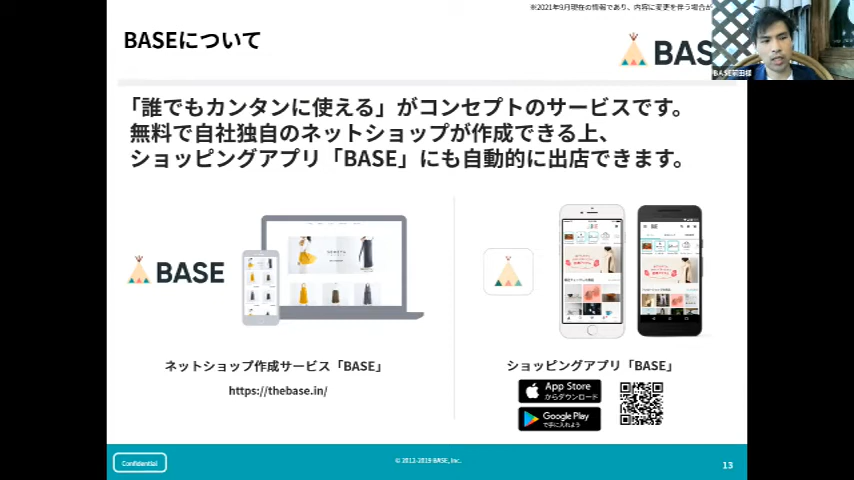 ※2021年9月現在の情報であり、内容に変更を伴う場合が
BASEについて
BASE
BASE前田様
「誰でもカンタンに使える」がコンセプトのサービスです。
無料で自社独自のネットショップが作成できる上、
ショッピングアプリ「BASE」にも自動的に出店できます。
BASE
ネットショップ作成サービス「BASE」
https://thebase.in/
ショッピングアプリ「BASE」
App Store
からダウンロード
Google Play
で手に入れよう
Confidential
© 2012-2019 BASE, Inc.
13